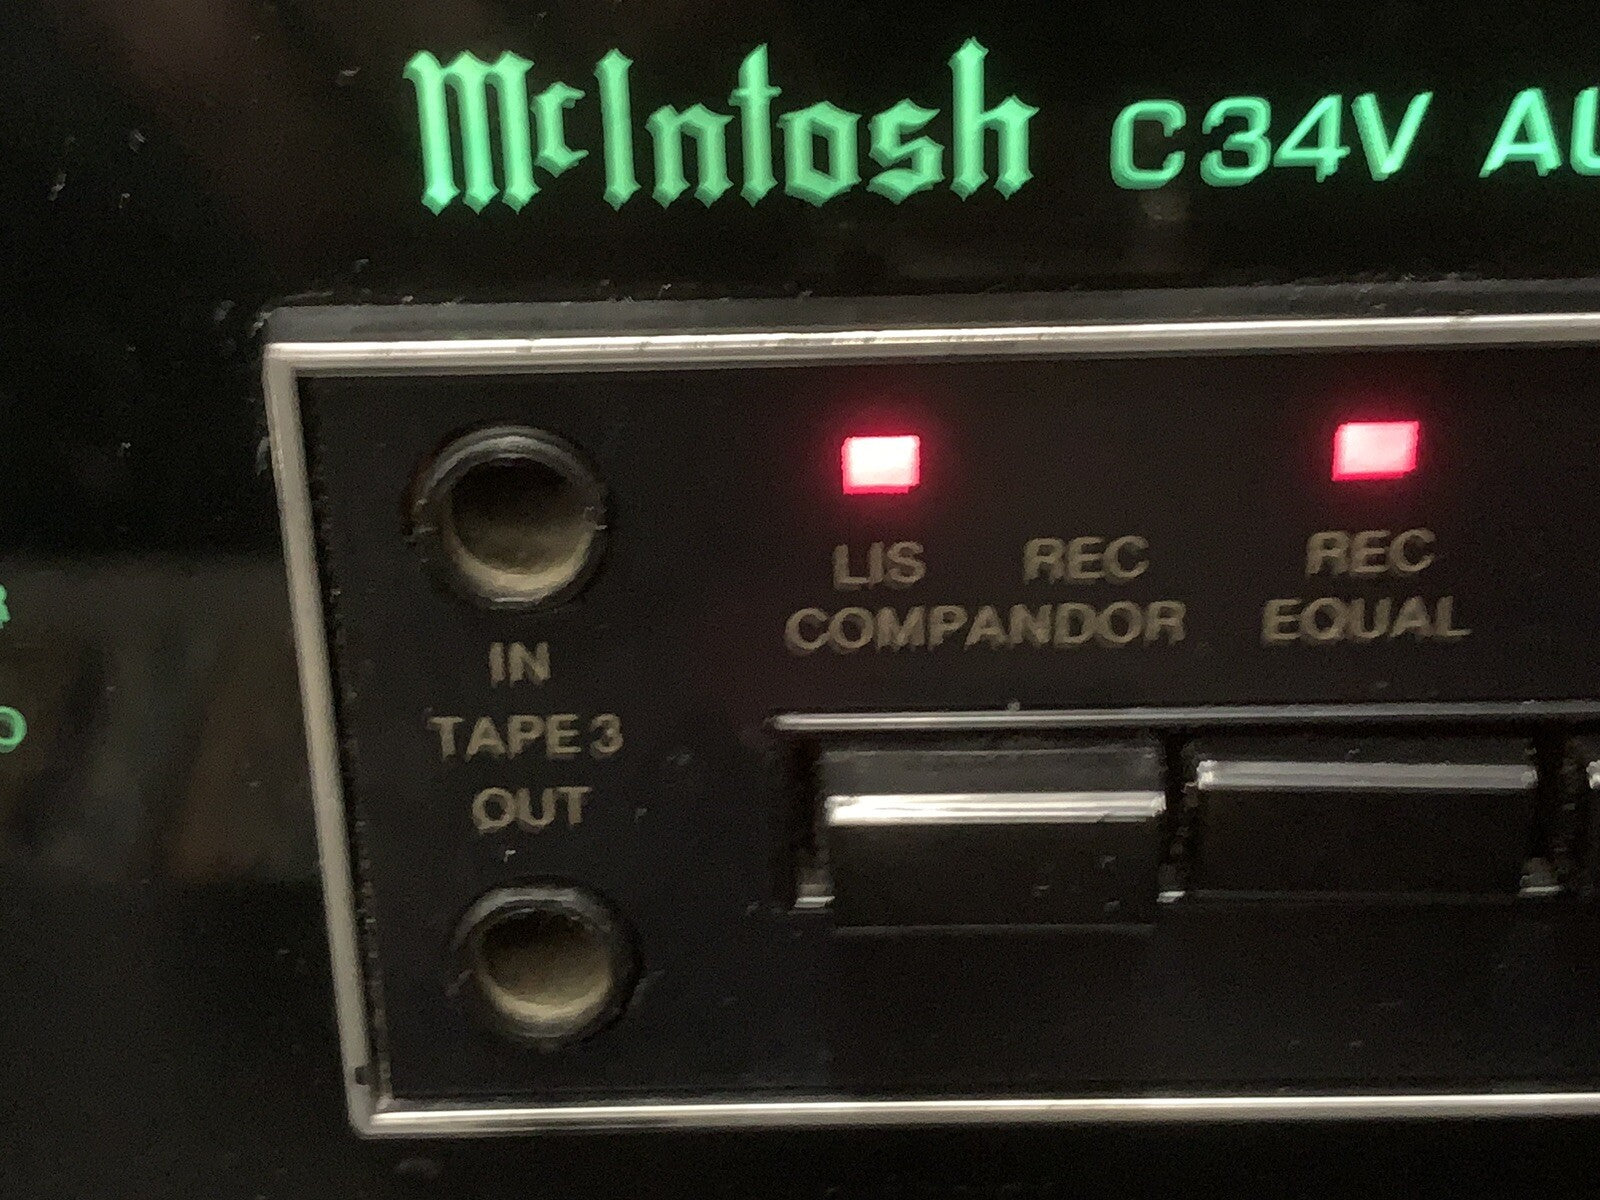 McIntosh C34V AU
LIS REC
COMPANDOR
REC
EQUAL
IN
TAPE 3
OUT